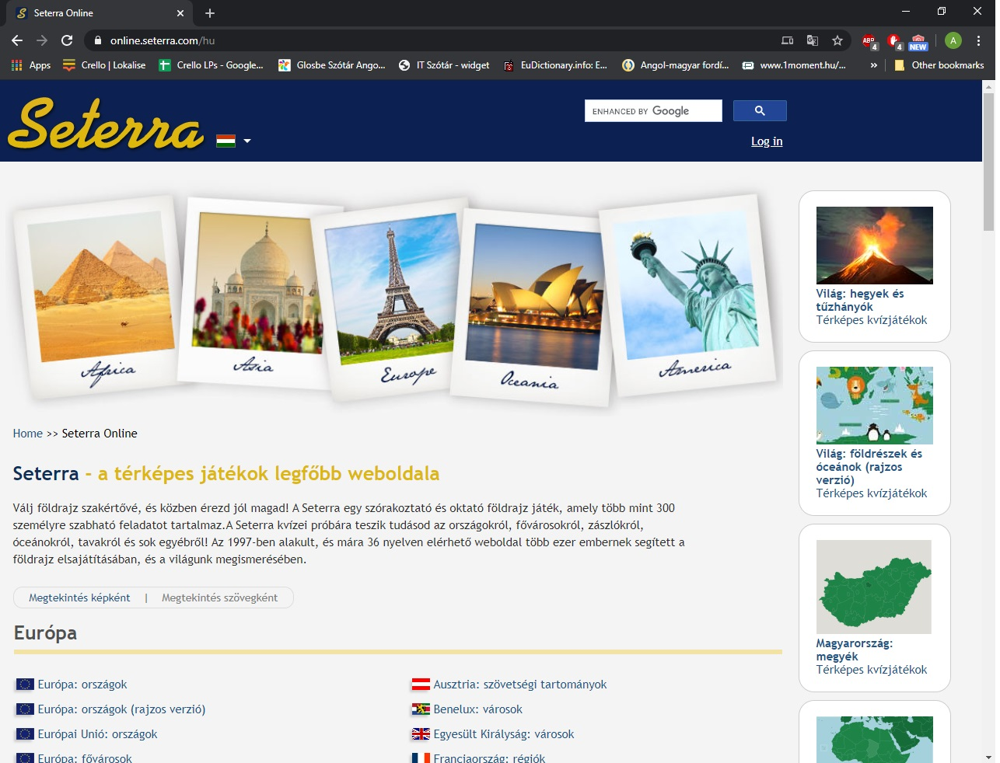 Seterra Online
online.seterra.com/hu
ABP
4
4
NEW
A
Apps
Crello | Lokalise
Crello LPs - Google...
Glosbe Szótár Ango...
IT Szótár - widget
EuDictionary.info: E...
Angol-magyar fordí...
www.1moment.hu/...
»
Other bookmarks
Seterra
ENHANCED BY Google
Log in
Africa
Asia
Europe
Oceania
America
Home >> Seterra Online
Seterra - a térképes játékok legfőbb weboldala
Válj földrajz szakértővé, és közben érezd jól magad! A Seterra egy szórakoztató és oktató földrajz játék, amely több mint 300
személyre szabható feladatot tartalmaz.A Seterra kvízei próbára teszik tudásod az országokról, fővárosokról, zászlókról,
óceánokról, tavakról és sok egyébről! Az 1997-ben alakult, és mára 36 nyelven elérhető weboldal több ezer embernek segített a
földrajz elsajátításában, és a világunk megismerésében.
Megtekintés képként | Megtekintés szövegként
Európa
Európa: országok
Európa: országok (rajzos verzió)
Európai Unió: országok
Európa: fővárosok
Ausztria: szövetségi tartományok
Benelux: városok
Egyesült Királyság: városok
Franciaország: régiók
Világ: hegyek és
tűzhányók
Térképes kvízjátékok
Világ: földrészek és
óceánok (rajzos
verzió)
Térképes kvízjátékok
Magyarország:
megyék
Térképes kvízjátékok